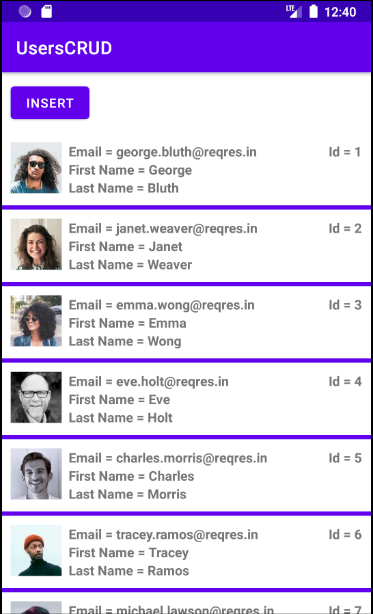 LTE 12:40
UsersCRUD
INSERT
Email = george.bluth@reqres.in Id = 1
First Name = George
Last Name = Bluth
Email = janet.weaver@reqres.in Id = 2
First Name = Janet
Last Name = Weaver
Email = emma.wong@reqres.in Id = 3
First Name = Emma
Last Name = Wong
Email = eve.holt@reqres.in Id = 4
First Name = Eve
Last Name = Holt
Email = charles.morris@reqres.in Id = 5
First Name = Charles
Last Name = Morris
Email = tracey.ramos@reqres.in Id = 6
First Name = Tracey
Last Name = Ramos
Email = michael.lawson@reqres.in Id = 7